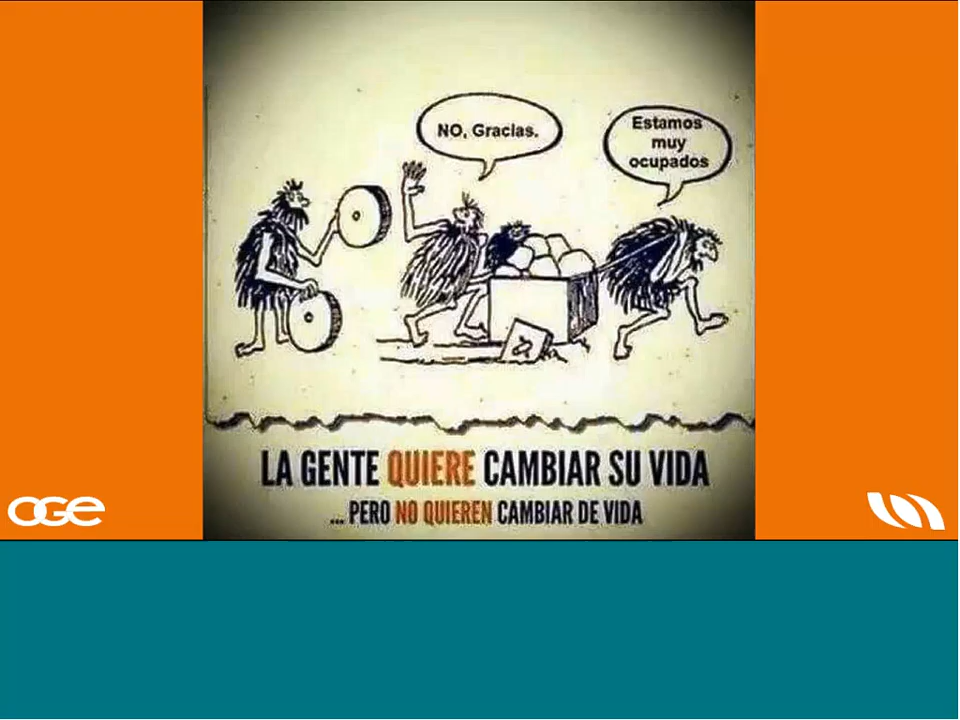 NO, Gracias.
Estamos
muy
ocupados
LA GENTE QUIERE CAMBIAR SU VIDA
... PERO NO QUIEREN CAMBIAR DE VIDA
OGE